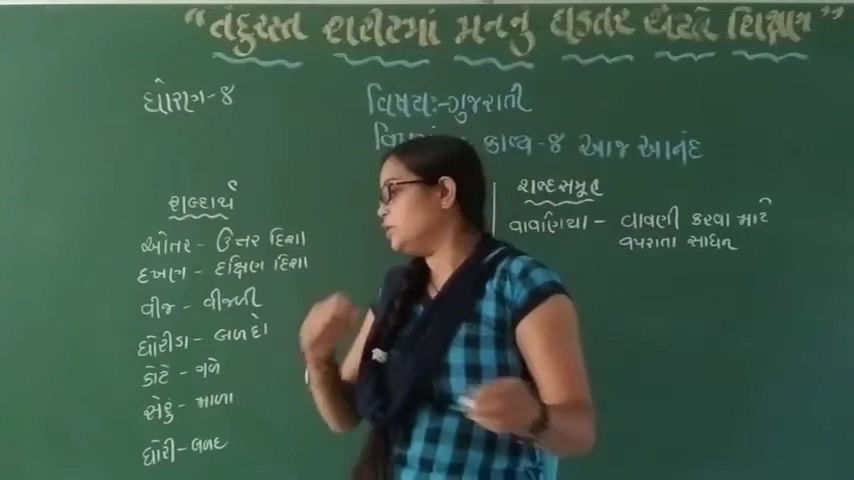 “તંદુરસ્ત શરીરમાં મનનું ઘડતર એટલે શિક્ષણ”
ધોરણ-૪
વિષય:-ગુજરાતી
કાવ્ય-૪ આજ આનંદ
શબ્દાર્થ
ઓતર - ઉત્તર દિશા
દખણ - દક્ષિણ દિશા
વીજ - વીજળી
ધોરીડા - બળદો
કોટે - ગળે
સેહું - માળા
ધોરી - બળદ
શબ્દસમૂહ
વાવણિયા - વાવણી કરવા માટે
વપરાતા સાધન